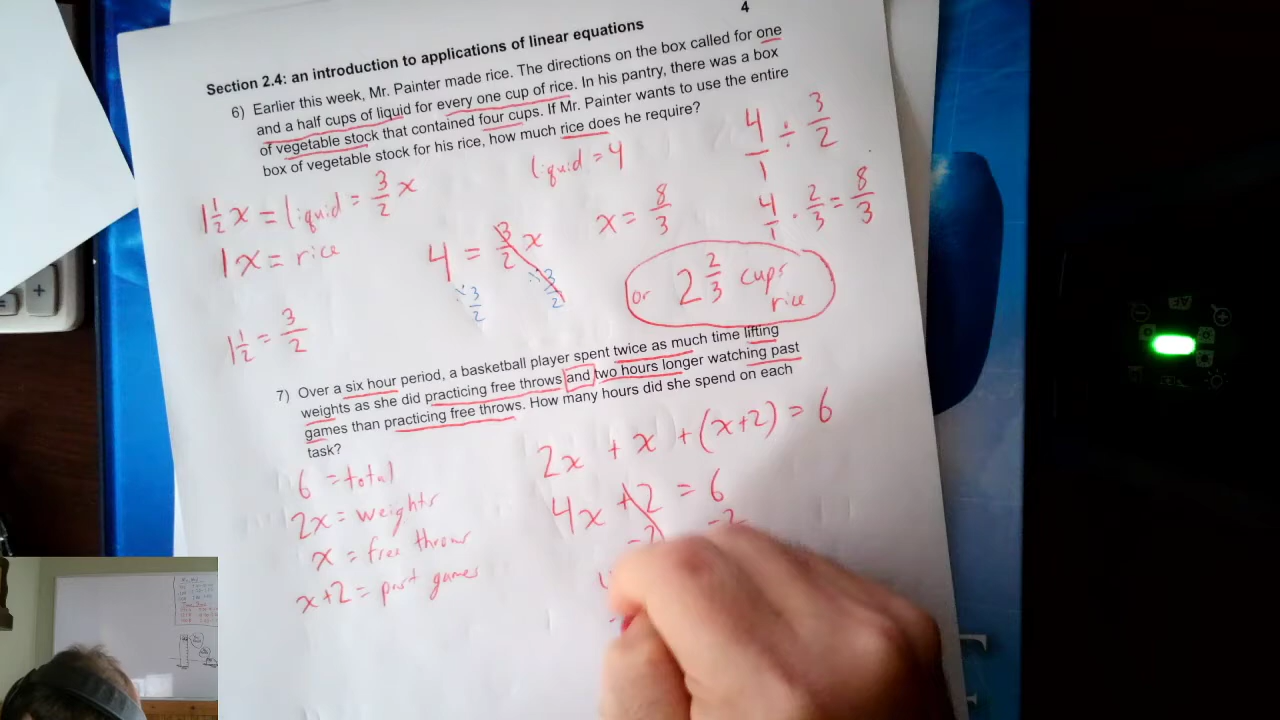 4
Section 2.4: an introduction to applications of linear equations
6) Earlier this week, Mr. Painter made rice. The directions on the box called for one
and a half cups of liquid for every one cup of rice. In his pantry, there was a box
of vegetable stock that contained four cups. If Mr. Painter wants to use the entire
box of vegetable stock for his rice, how much rice does he require?
1 1/2 x = liquid = 3/2 x
1x = rice
1 1/2 = 3/2
liquid = 4
4 = 3/2 x
÷ 3/2 ÷ 3/2
x = 8/3
4/1 ÷ 3/2
4/1 · 2/3 = 8/3
or 2 2/3 cups
rice
7) Over a six hour period, a basketball player spent twice as much time lifting
weights as she did practicing free throws and two hours longer watching past
games than practicing free throws. How many hours did she spend on each
task?
6 = total
2x = weights
x = free throws
x+2 = past games
2x + x + (x+2) = 6
4x +2 = 6
-2 -2
+